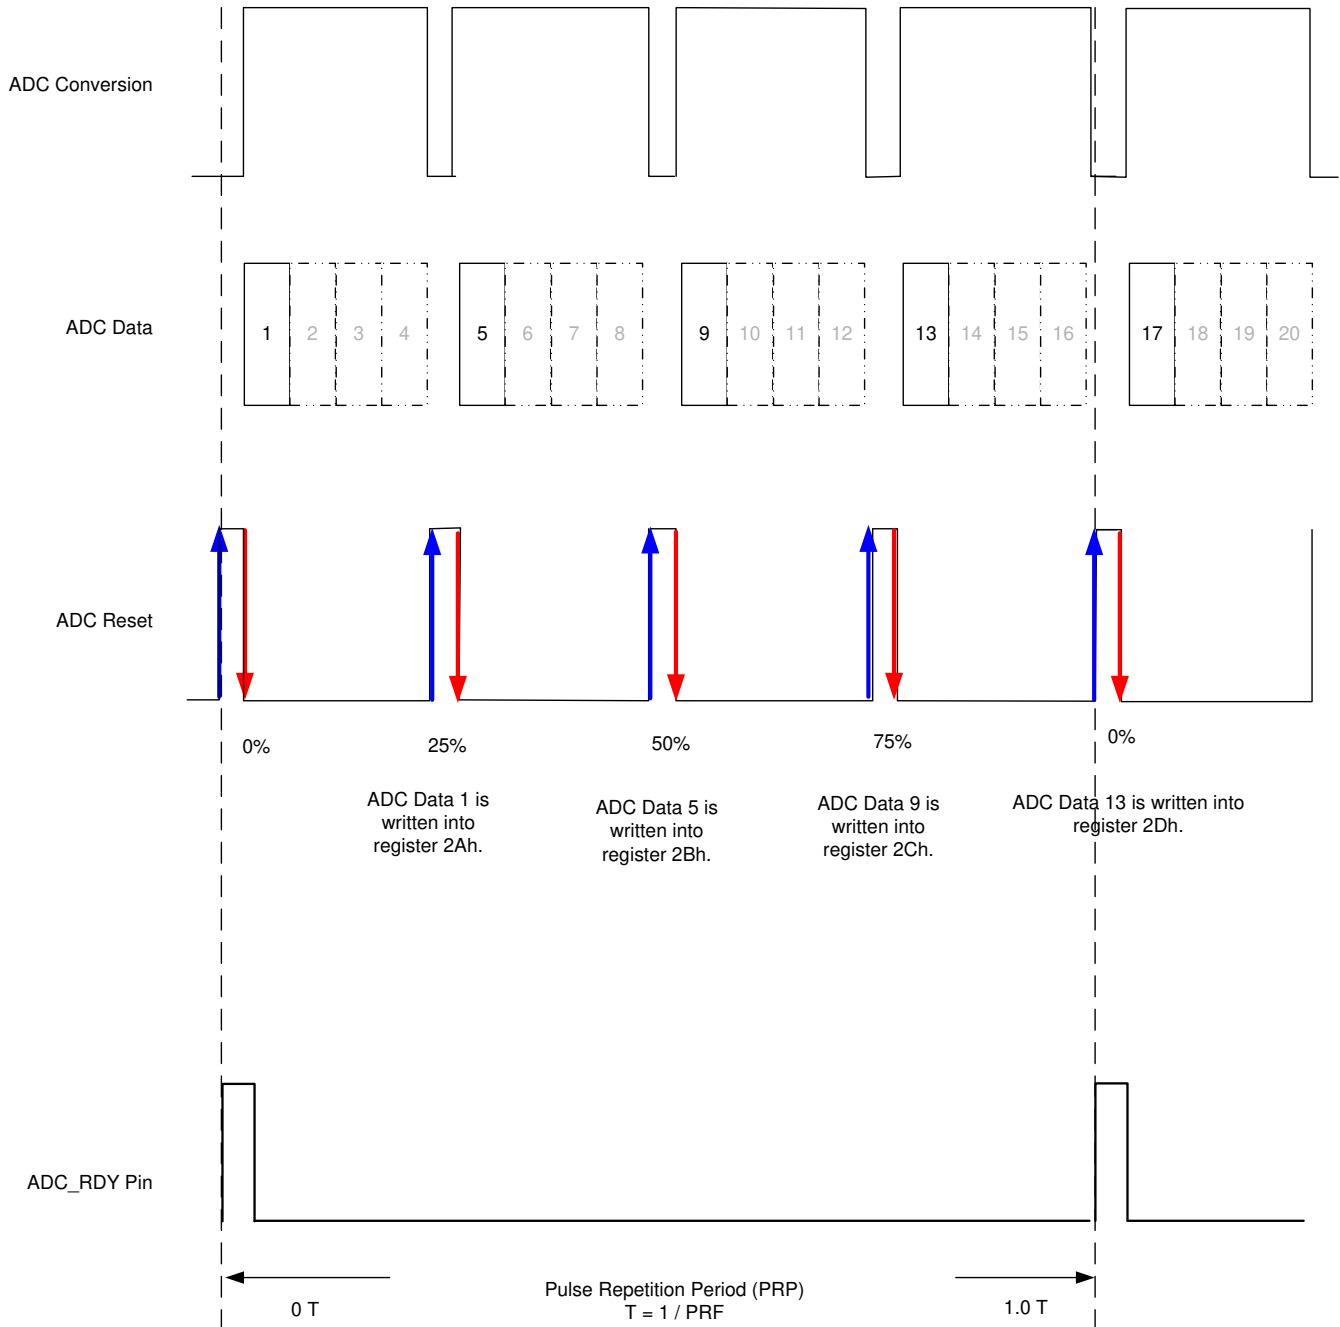 ADC Conversion
ADC Data
1 2 3 4 5 6 7 8 9 10 11 12 13 14 15 16 17 18 19 20
ADC Reset
0% 25% 50% 75% 0%
ADC Data 1 is
written into
register 2Ah.
ADC Data 5 is
written into
register 2Bh.
ADC Data 9 is
written into
register 2Ch.
ADC Data 13 is written into
register 2Dh.
ADC_RDY Pin
0 T
Pulse Repetition Period (PRP)
T = 1 / PRF
1.0 T